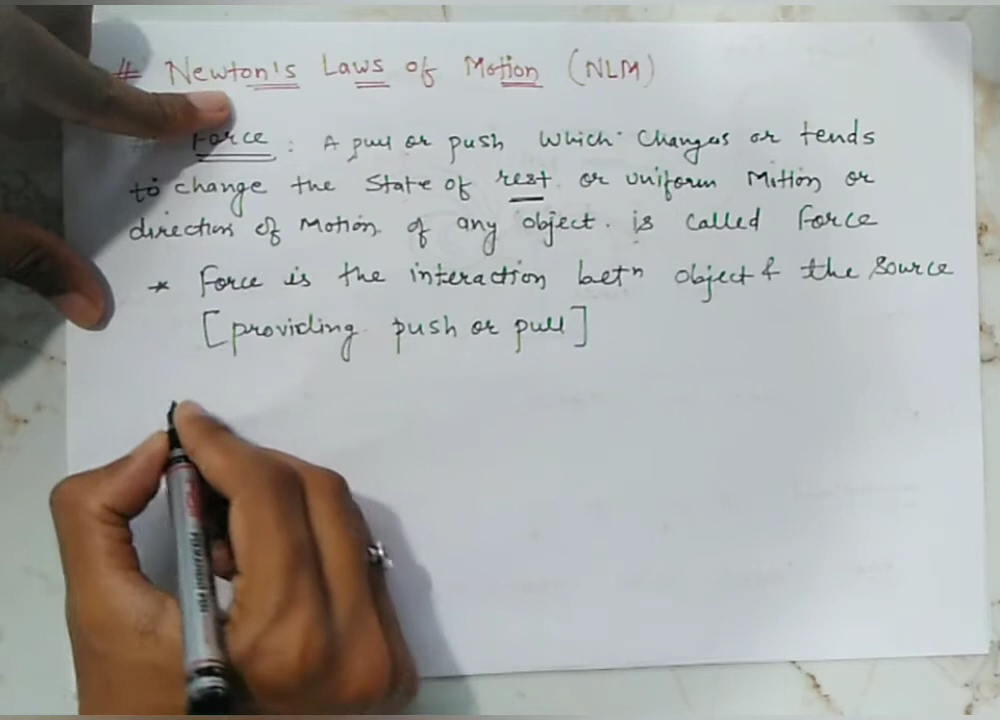 # Newton's Laws of Motion (NLM)
Force : A pull or push which changes or tends
to change the State of rest or uniform Motion or
direction of Motion of any object. is called Force
* Force is the interaction betn object & the source
[providing push or pull]